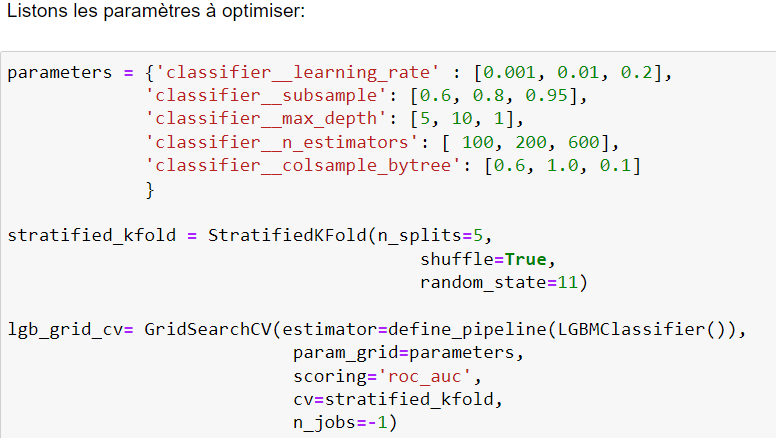 Listons les paramètres à optimiser:
parameters = {'classifier__learning_rate' : [0.001, 0.01, 0.2],
'classifier__subsample': [0.6, 0.8, 0.95],
'classifier__max_depth': [5, 10, 1],
'classifier__n_estimators': [ 100, 200, 600],
'classifier__colsample_bytree': [0.6, 1.0, 0.1]
}
stratified_kfold = StratifiedKFold(n_splits=5,
shuffle=True,
random_state=11)
lgb_grid_cv= GridSearchCV(estimator=define_pipeline(LGBMClassifier()),
param_grid=parameters,
scoring='roc_auc',
cv=stratified_kfold,
n_jobs=-1)